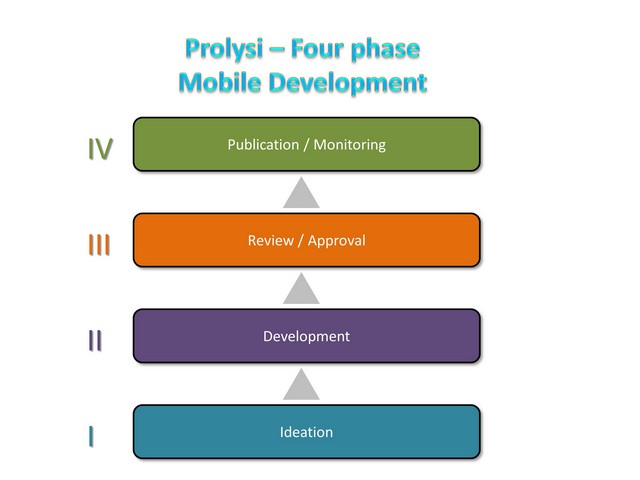 Prolysi – Four phase
Mobile Development
IV
Publication / Monitoring
III
Review / Approval
II
Development
I
Ideation